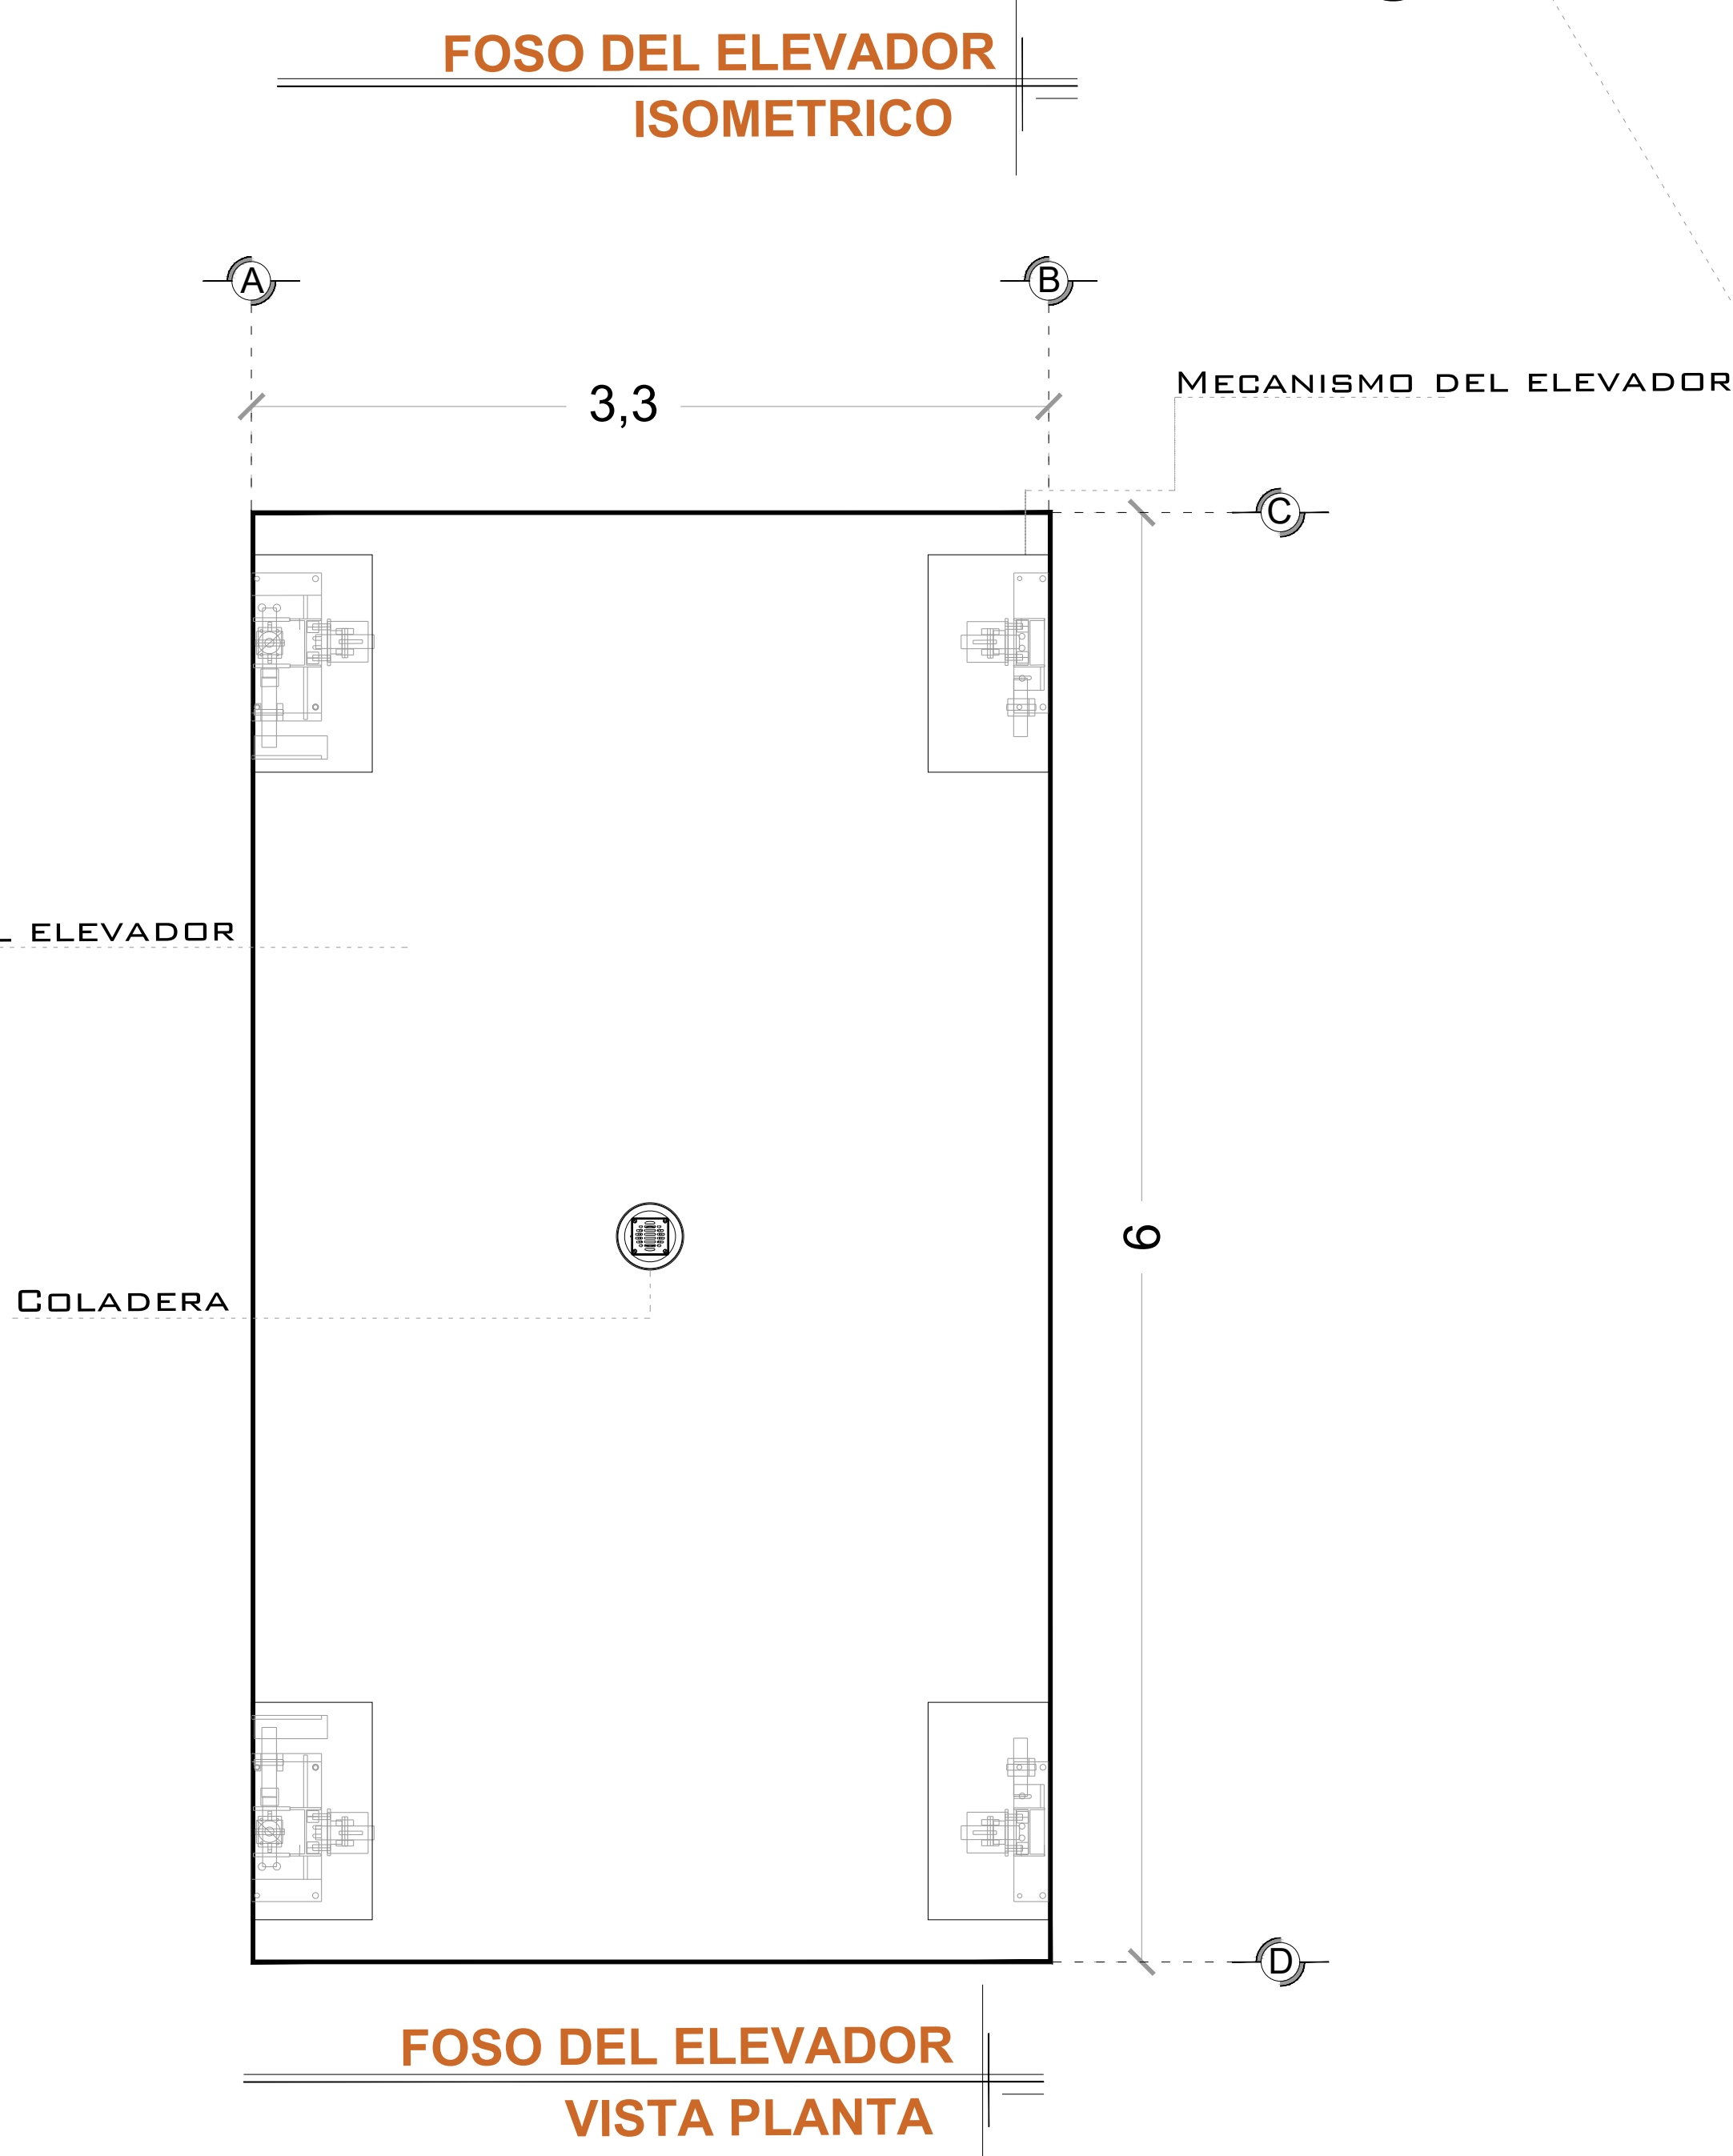 FOSO DEL ELEVADOR
ISOMETRICO
A
B
3,3
MECANISMO DEL ELEVADOR
C
ELEVADOR
6
COLADERA
D
FOSO DEL ELEVADOR
VISTA PLANTA